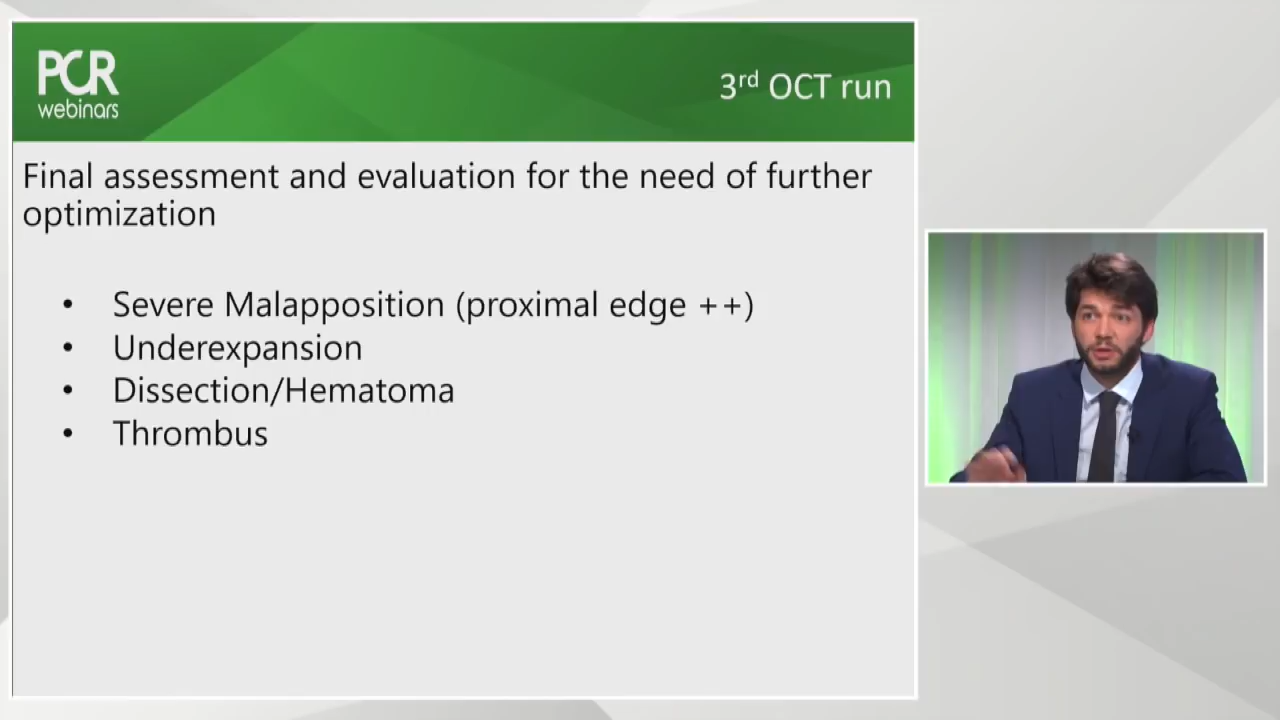 PCR
webinars
3rd OCT run
Final assessment and evaluation for the need of further
optimization
• Severe Malapposition (proximal edge ++)
• Underexpansion
• Dissection/Hematoma
• Thrombus